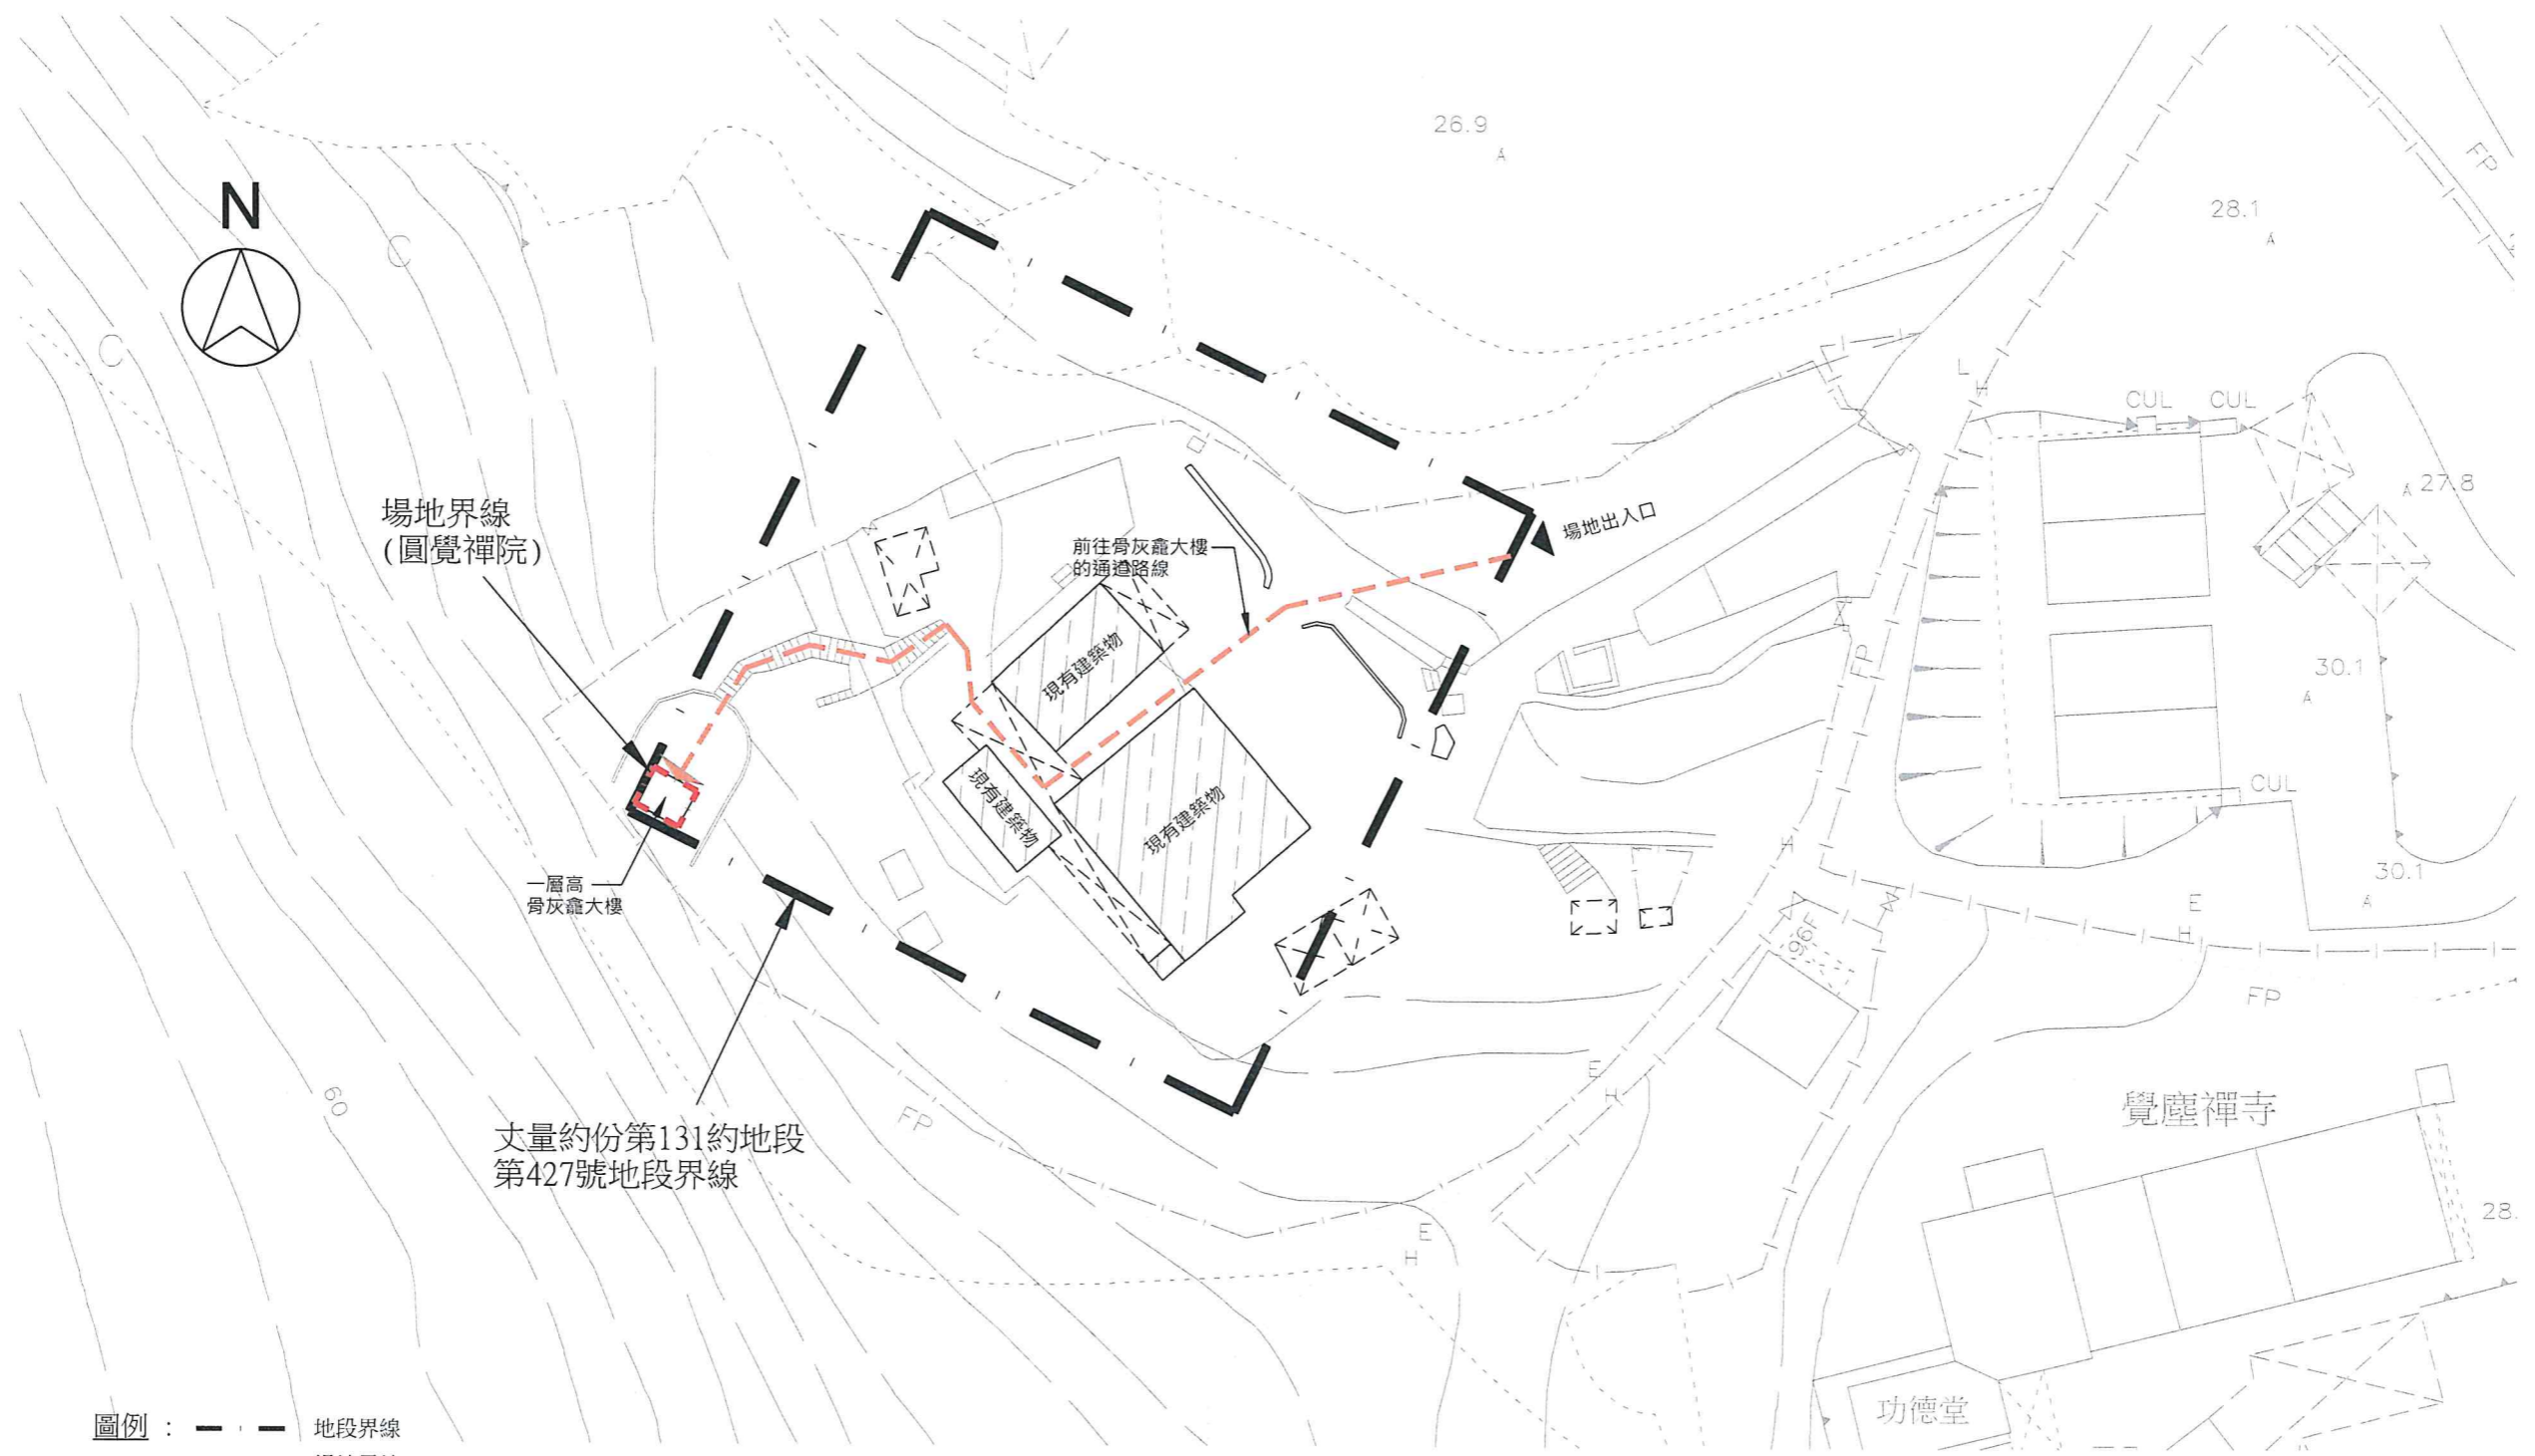 26.9
FP
28.1
N
C
C
L
H
CUL
CUL
27.8
場地界線
(圓覺禪院)
場地出入口
前往骨灰龕大樓
的通道路線
現有建築物
FP
30.1
現有建築物
現有建築物
CUL
H
一層高
骨灰龕大樓
30.1
E
H
96F
FP
60
E
H
FP
覺塵禪寺
丈量約份第131約地段
第427號地段界線
28.
E
H
功德堂
圖例 :
地段界線